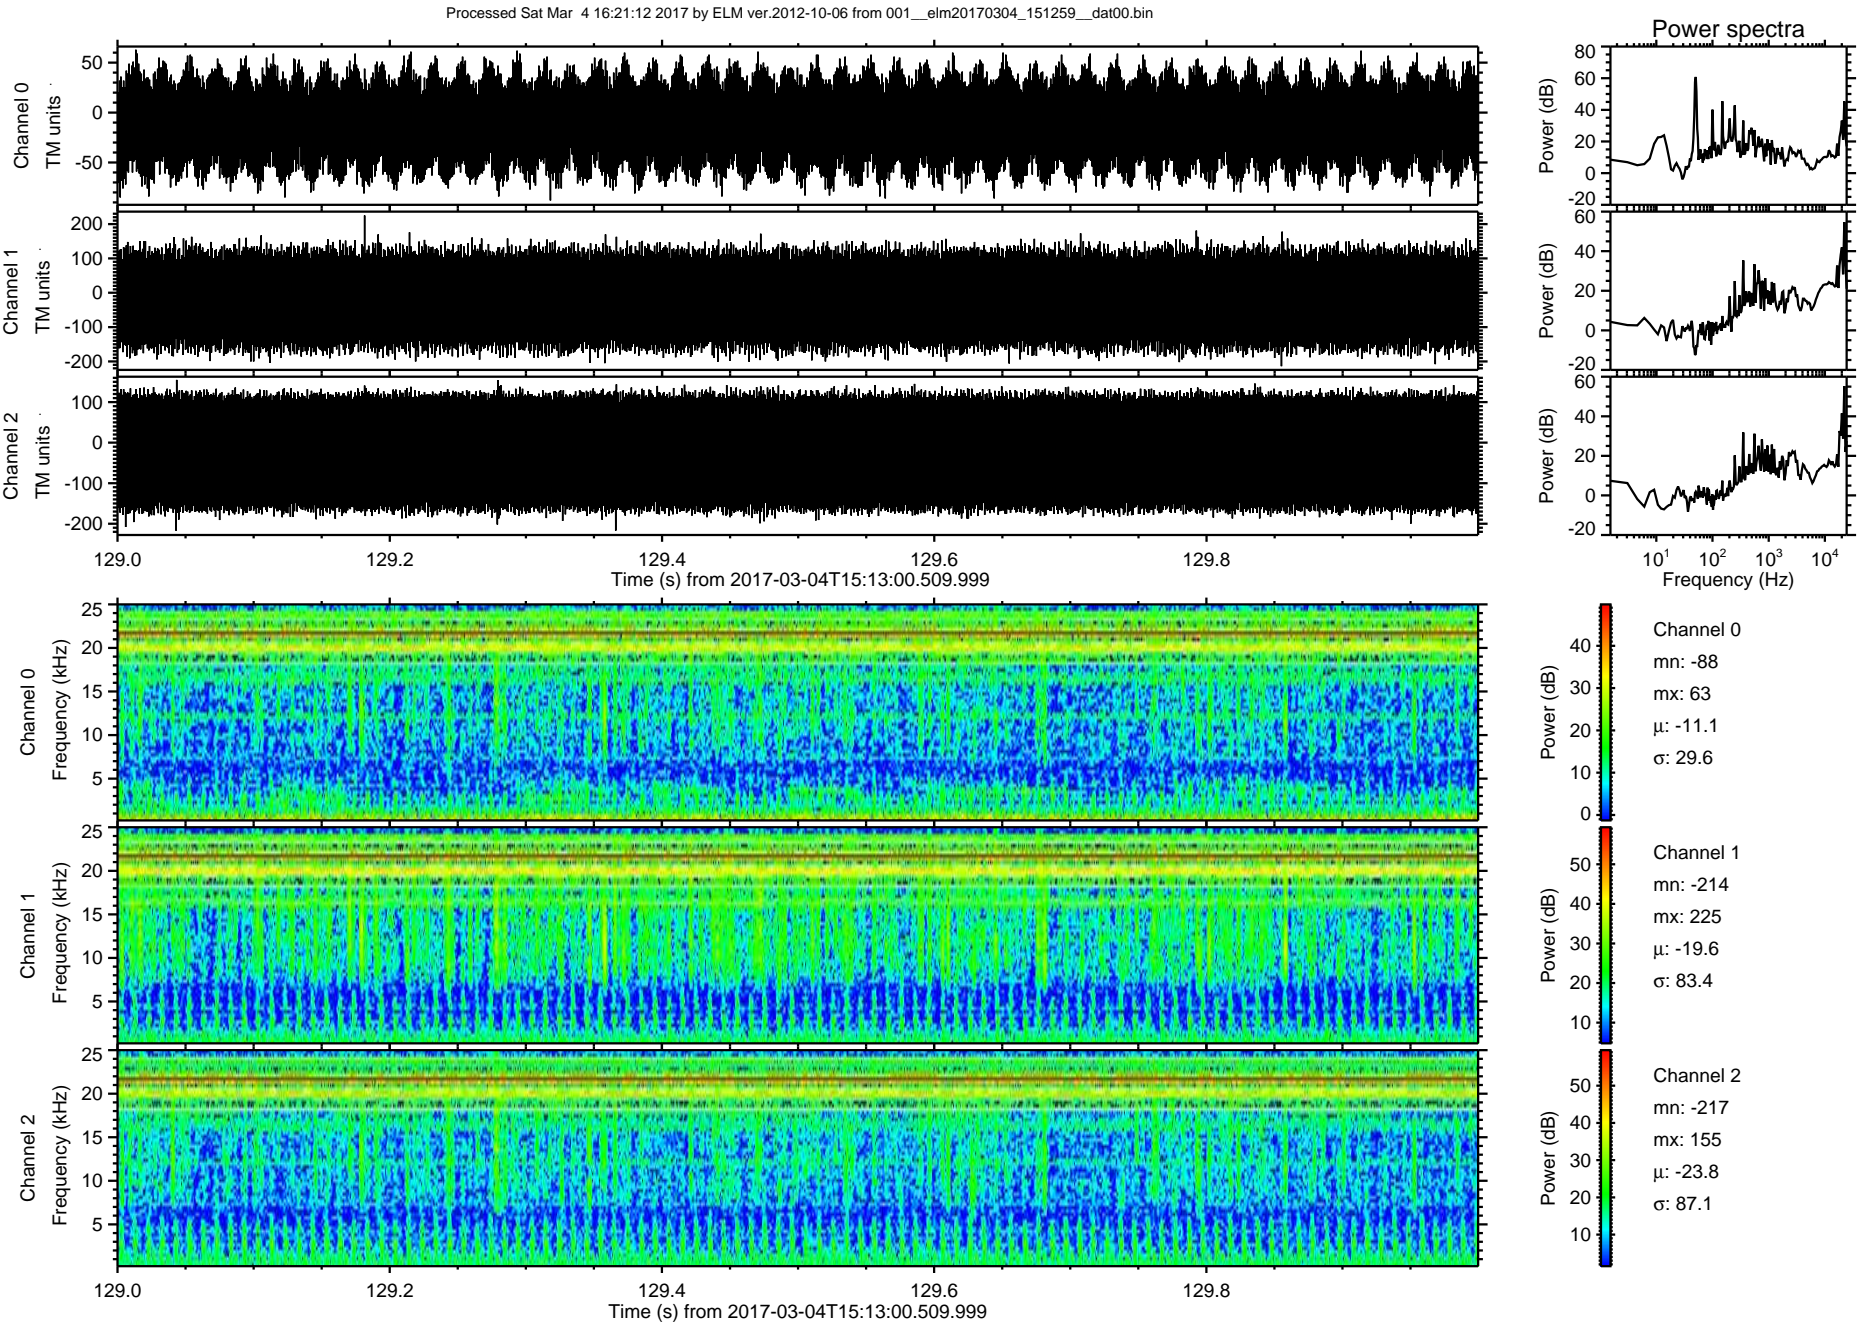 Processed Sat Mar  4 16:21:12 2017 by ELM ver.2012-10-06 from 001__elm20170304_151259__dat00.bin
Power spectra
Channel 0
TM units
50
0
-50
Power (dB)
80
60
40
20
0
-20
Channel 1
TM units
200
100
0
-100
-200
Power (dB)
60
40
20
0
-20
Channel 2
TM units
100
0
-100
-200
Power (dB)
60
40
20
0
-20
129.0 129.2 129.4 129.6 129.8
Time (s) from 2017-03-04T15:13:00.509.999
10^1 10^2 10^3 10^4
Frequency (Hz)
Channel 0
Frequency (kHz)
25
20
15
10
5
Power (dB)
40
30
20
10
0
Channel 0
mn: -88
mx: 63
μ: -11.1
σ: 29.6
Channel 1
Frequency (kHz)
25
20
15
10
5
Power (dB)
50
40
30
20
10
Channel 1
mn: -214
mx: 225
μ: -19.6
σ: 83.4
Channel 2
Frequency (kHz)
25
20
15
10
5
Power (dB)
50
40
30
20
10
Channel 2
mn: -217
mx: 155
μ: -23.8
σ: 87.1
129.0 129.2 129.4 129.6 129.8
Time (s) from 2017-03-04T15:13:00.509.999